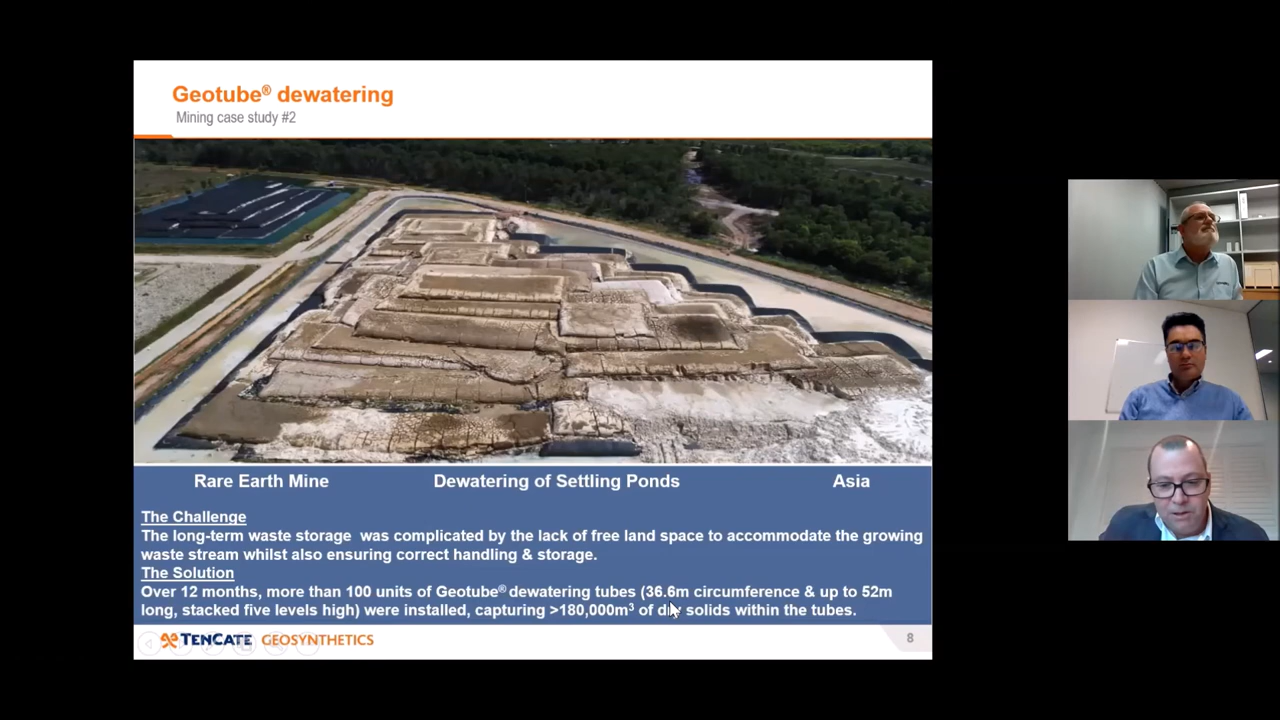 Geotube® dewatering
Mining case study #2
Rare Earth Mine Dewatering of Settling Ponds Asia
The Challenge
The long-term waste storage was complicated by the lack of free land space to accommodate the growing
waste stream whilst also ensuring correct handling & storage.
The Solution
Over 12 months, more than 100 units of Geotube® dewatering tubes (36.6m circumference & up to 52m
long, stacked five levels high) were installed, capturing >180,000m³ of dry solids within the tubes.
TENCATE GEOSYNTHETICS
8